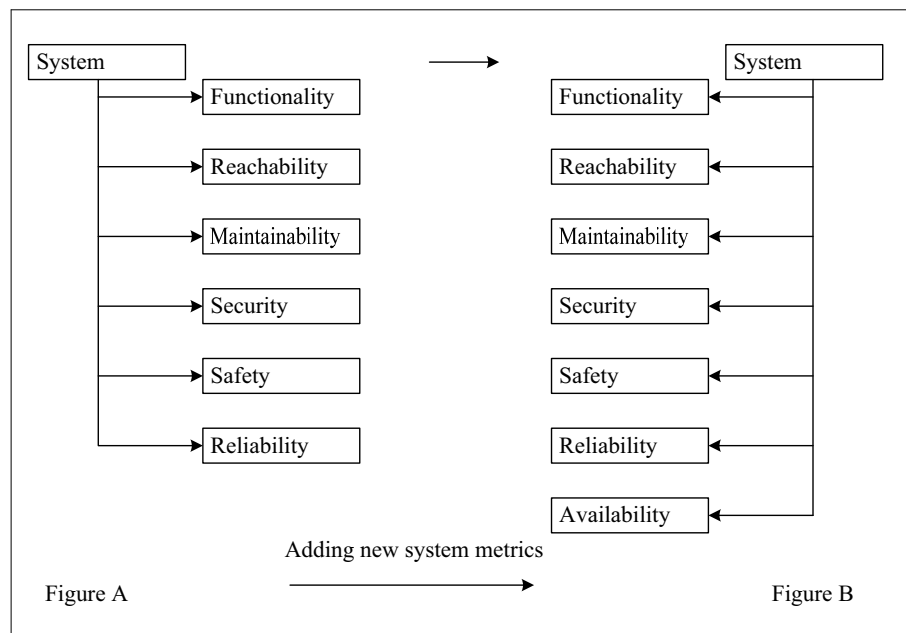 System
System
Functionality
Functionality
Reachability
Reachability
Maintainability
Maintainability
Security
Security
Safety
Safety
Reliability
Reliability
Availability
Adding new system metrics
Figure A
Figure B